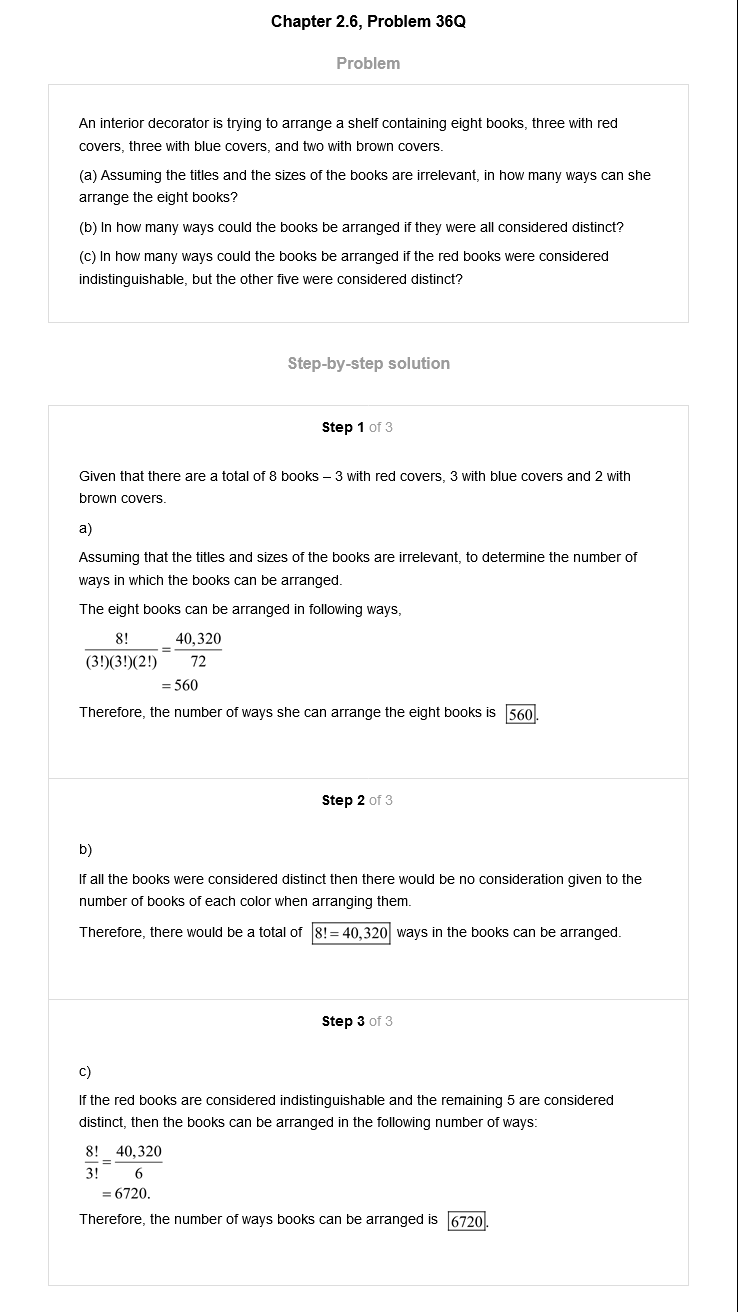 Chapter 2.6, Problem 36Q
Problem
An interior decorator is trying to arrange a shelf containing eight books, three with red
covers, three with blue covers, and two with brown covers.
(a) Assuming the titles and the sizes of the books are irrelevant, in how many ways can she
arrange the eight books?
(b) In how many ways could the books be arranged if they were all considered distinct?
(c) In how many ways could the books be arranged if the red books were considered
indistinguishable, but the other five were considered distinct?
Step-by-step solution
Step 1 of 3
Given that there are a total of 8 books – 3 with red covers, 3 with blue covers and 2 with
brown covers.
a)
Assuming that the titles and sizes of the books are irrelevant, to determine the number of
ways in which the books can be arranged.
The eight books can be arranged in following ways,
8! / (3!)(3!)(2!) = 40,320 / 72
= 560
Therefore, the number of ways she can arrange the eight books is 560.
Step 2 of 3
b)
If all the books were considered distinct then there would be no consideration given to the
number of books of each color when arranging them.
Therefore, there would be a total of 8! = 40,320 ways in the books can be arranged.
Step 3 of 3
c)
If the red books are considered indistinguishable and the remaining 5 are considered
distinct, then the books can be arranged in the following number of ways:
8! / 3! = 40,320 / 6
= 6720.
Therefore, the number of ways books can be arranged is 6720.